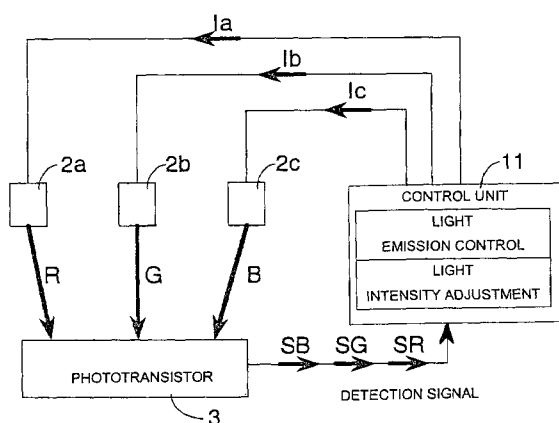 Ia
Ib
Ic
2a
2b
2c
11
CONTROL UNIT
LIGHT
EMISSION CONTROL
LIGHT
INTENSITY ADJUSTMENT
R
G
B
PHOTOTRANSISTOR
SB
SG
SR
DETECTION SIGNAL
3